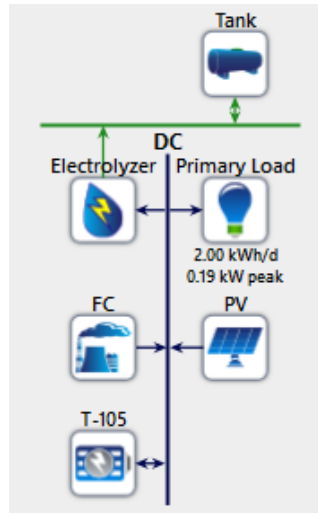 Tank
DC
Electrolyzer Primary Load
2.00 kWh/d
0.19 kW peak
FC PV
T-105